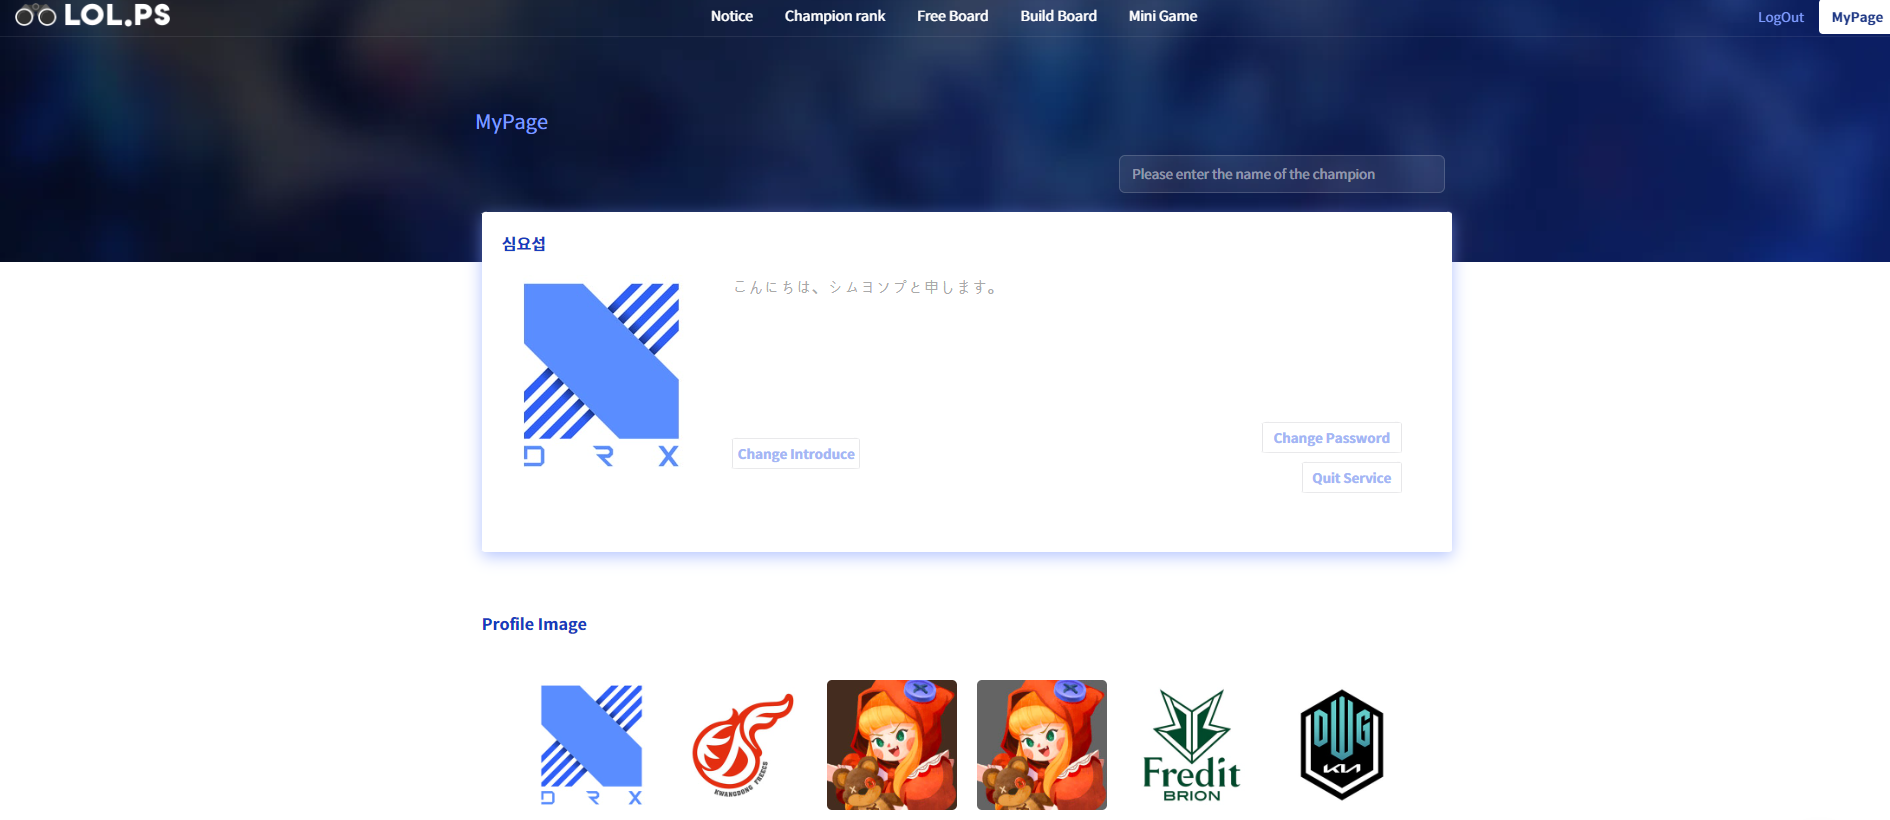 LOL.PS
Notice
Champion rank
Free Board
Build Board
Mini Game
LogOut
MyPage
MyPage
Please enter the name of the champion
심요섭
こんにちは、シムヨソプと申します。
DRX
Change Introduce
Change Password
Quit Service
Profile Image
DRX
KWANGDONG FREECS
Fredit
BRION
DWG
KIA